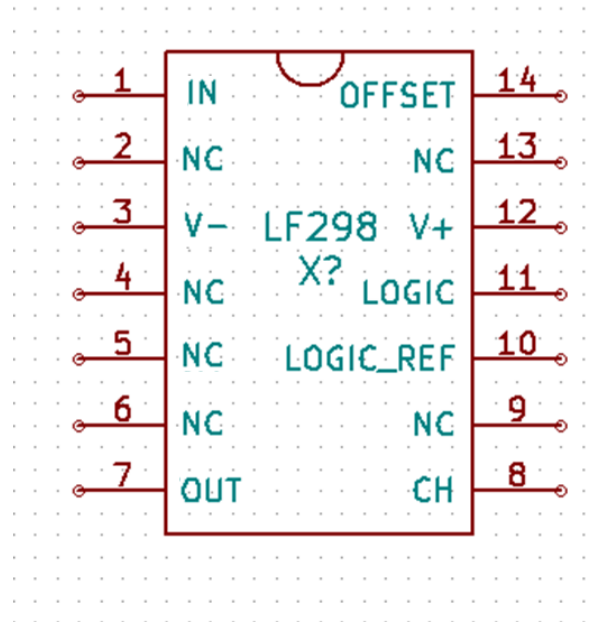 1 IN OFFSET 14
2 NC NC 13
3 V- LF298 V+ 12
X?
4 NC LOGIC 11
5 NC LOGIC_REF 10
6 NC NC 9
7 OUT CH 8